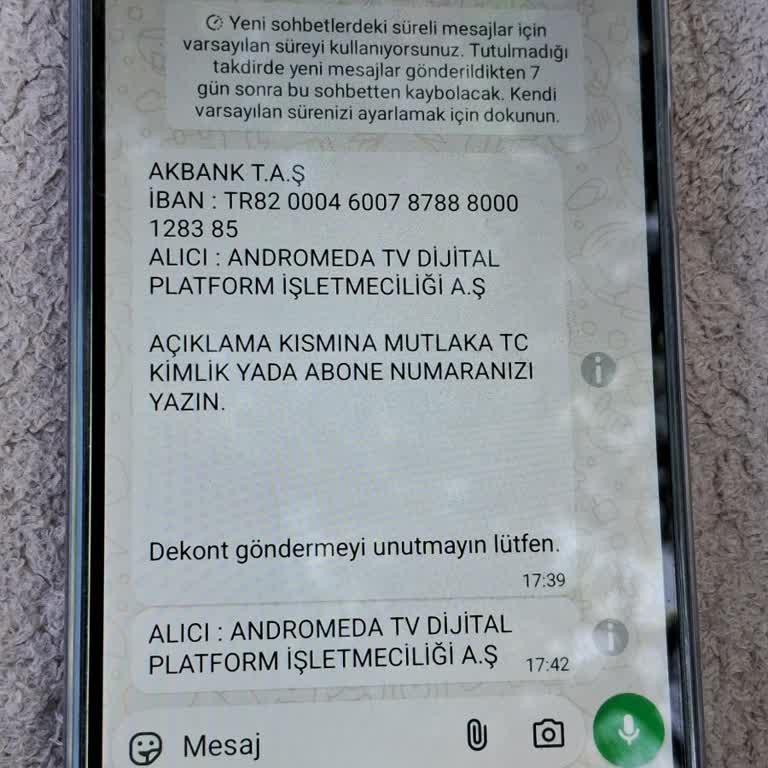 Yeni sohbetlerdeki süreli mesajlar için
varsayılan süreyi kullanıyorsunuz. Tutulmadığı
takdirde yeni mesajlar gönderildikten 7
gün sonra bu sohbetten kaybolacak. Kendi
varsayılan sürenizi ayarlamak için dokunun.
AKBANK T.A.Ş
İBAN : TR82 0004 6007 8788 8000
1283 85
ALICI : ANDROMEDA TV DİJİTAL
PLATFORM İŞLETMECİLİĞİ A.Ş
AÇIKLAMA KISMINA MUTLAKA TC
KİMLİK YADA ABONE NUMARANIZI
YAZIN.
Dekont göndermeyi unutmayın lütfen.
17:39
ALICI : ANDROMEDA TV DİJİTAL
PLATFORM İŞLETMECİLİĞİ A.Ş
17:42
Mesaj